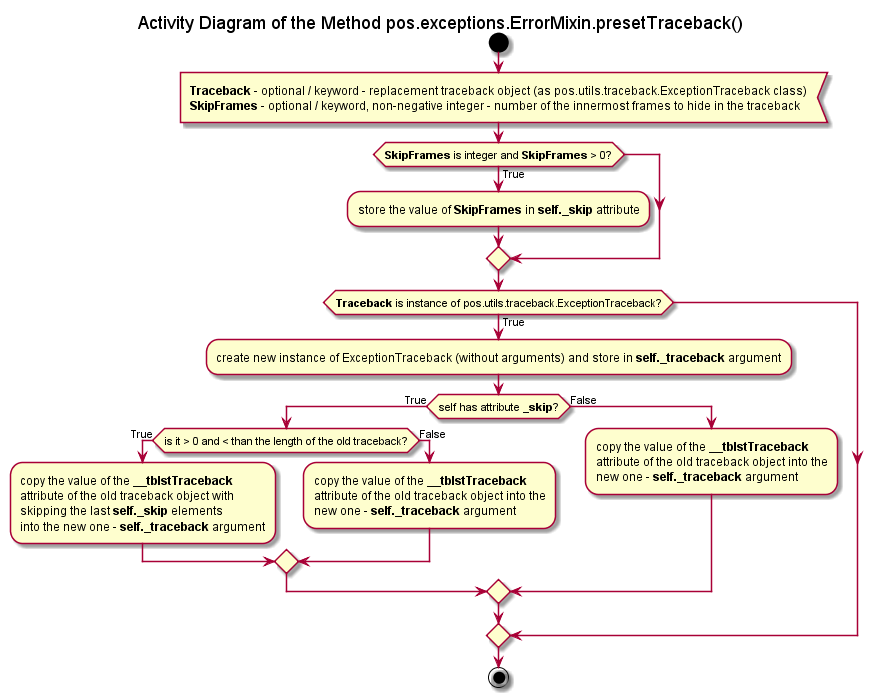 Activity Diagram of the Method pos.exceptions.ErrorMixin.presetTraceback()
Traceback - optional / keyword - replacement traceback object (as pos.utils.traceback.ExceptionTraceback class)
SkipFrames - optional / keyword, non-negative integer - number of the innermost frames to hide in the traceback
SkipFrames is integer and SkipFrames > 0?
True
store the value of SkipFrames in self._skip attribute
Traceback is instance of pos.utils.traceback.ExceptionTraceback?
True
create new instance of ExceptionTraceback (without arguments) and store in self._traceback argument
True
self has attribute _skip?
False
True
is it > 0 and < than the length of the old traceback?
False
copy the value of the __tblstTraceback
attribute of the old traceback object with
skipping the last self._skip elements
into the new one - self._traceback argument
copy the value of the __tblstTraceback
attribute of the old traceback object into the
new one - self._traceback argument
copy the value of the __tblstTraceback
attribute of the old traceback object into the
new one - self._traceback argument